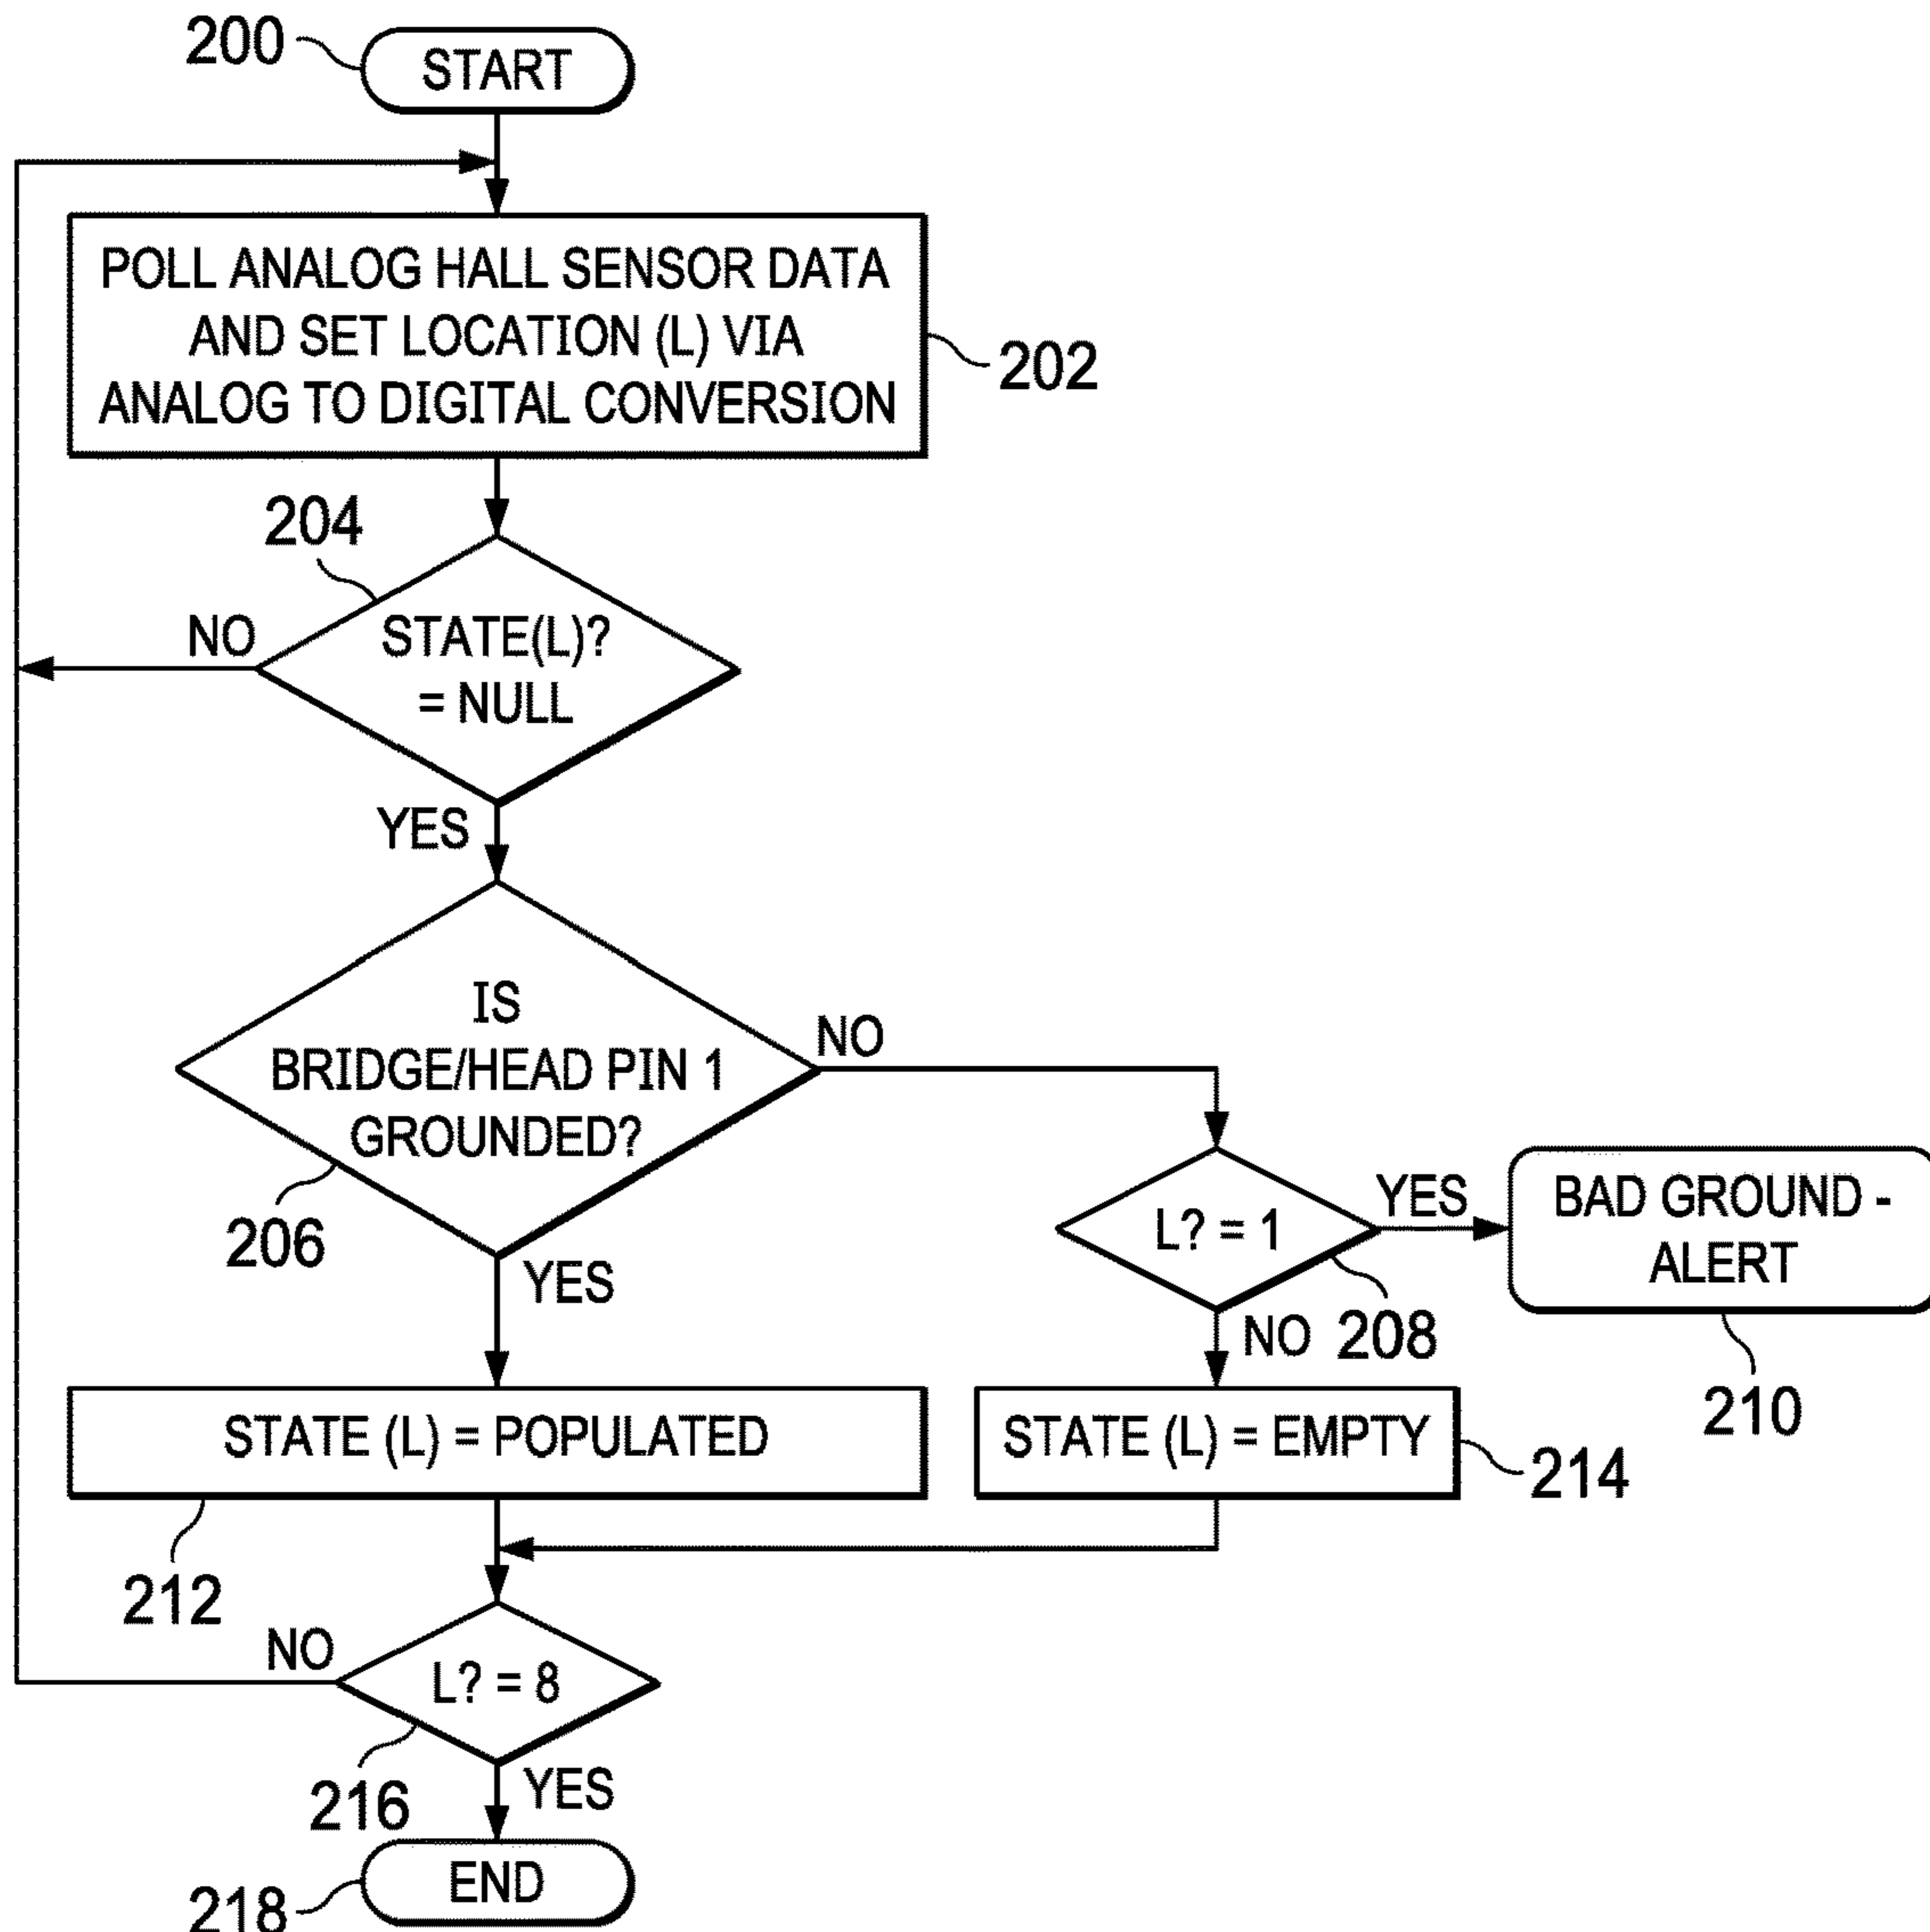 200
START
POLL ANALOG HALL SENSOR DATA
AND SET LOCATION (L) VIA
ANALOG TO DIGITAL CONVERSION
202
204
NO
STATE(L)?
= NULL
YES
IS
BRIDGE/HEAD PIN 1
GROUNDED?
NO
206
YES
L? = 1
YES
BAD GROUND -
ALERT
NO
208
210
STATE (L) = POPULATED
STATE (L) = EMPTY
214
212
NO
L? = 8
216
YES
END
218